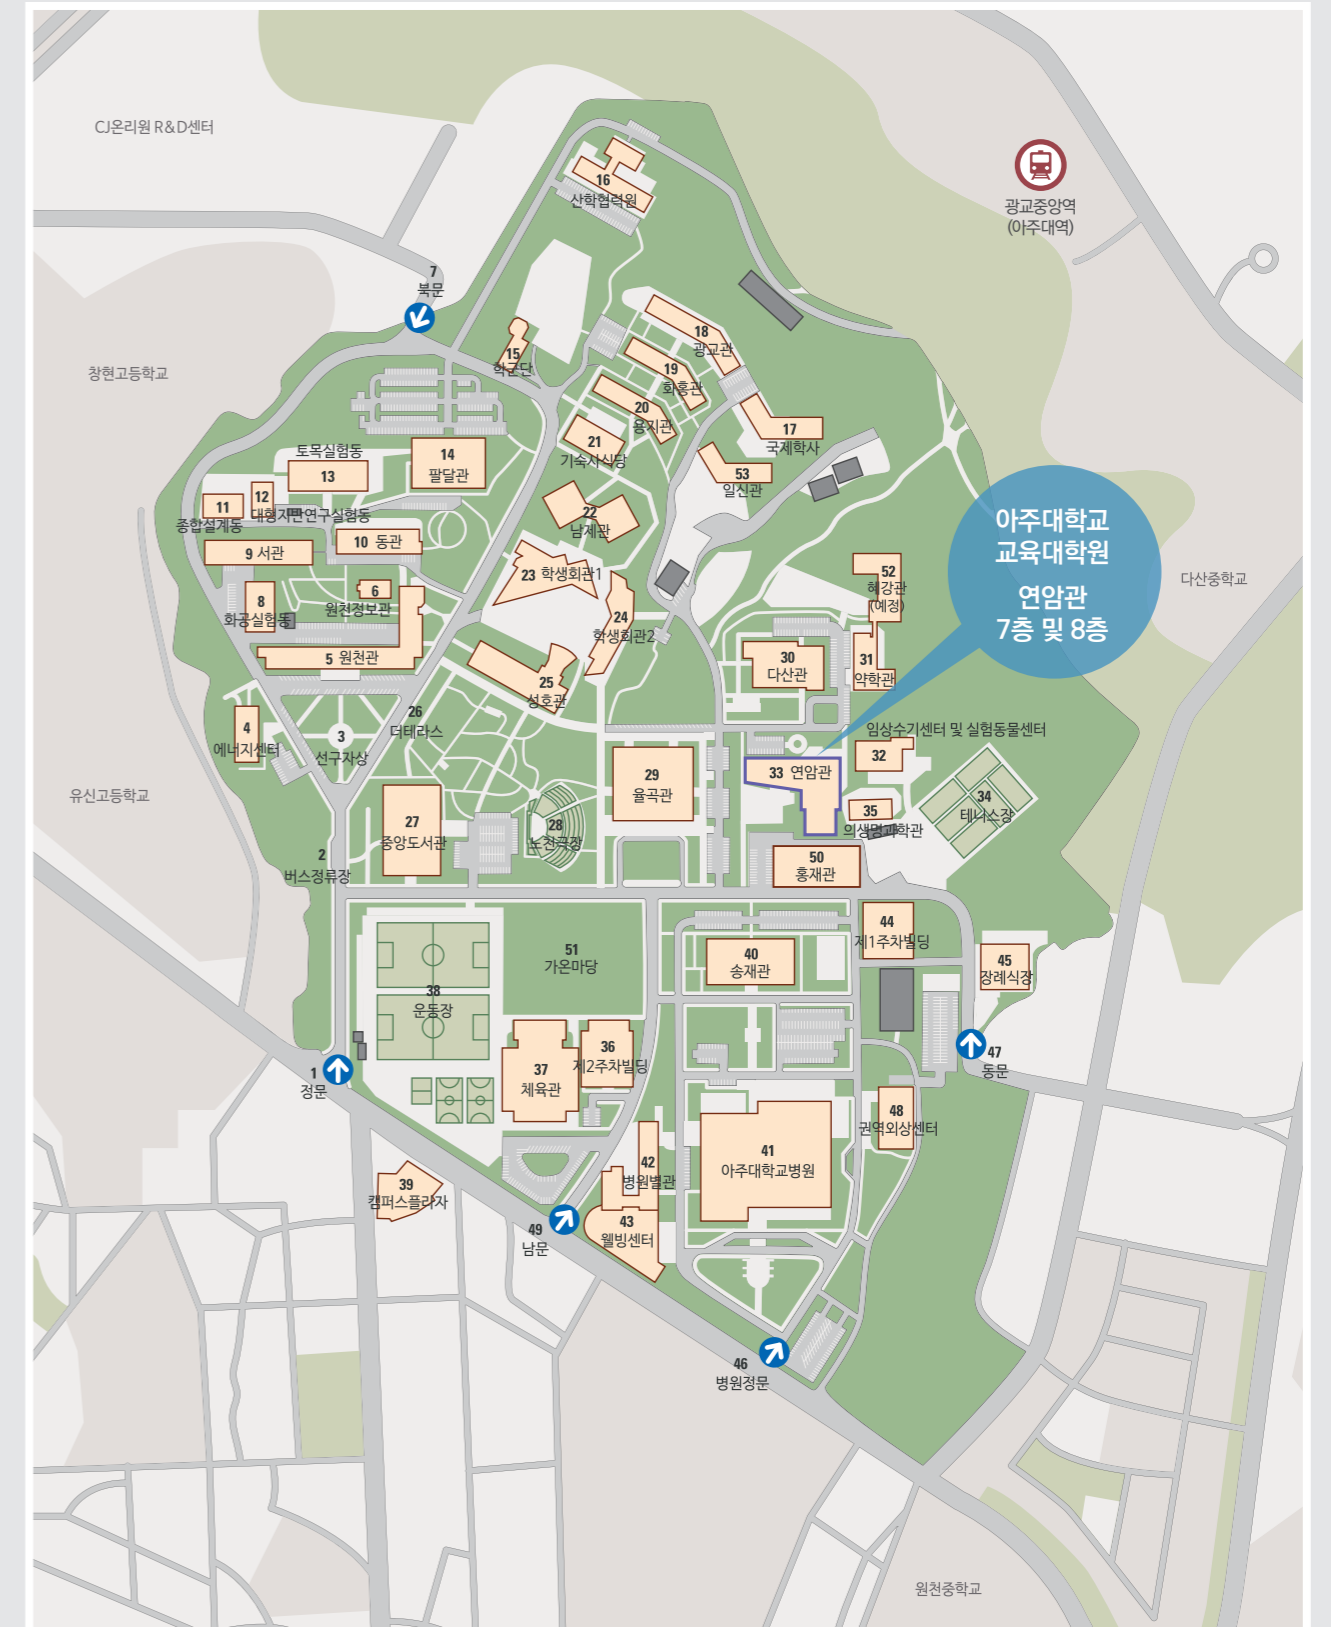 CJ온리원 R&D센터
16
산학협력원
광교중앙역
(아주대역)
7
북문
창현고등학교
15
학군단
18
광교관
19
화홍관
20
용지관
21
기숙사식당
17
국제학사
53
일신관
토목실험동
13
14
팔달관
12
대형지반연구실험동
11
종합설계동
10 동관
9 서관
22
남제관
아주대학교
교육대학원
연암관
7층 및 8층
다산중학교
23 학생회관1
24
학생회관2
6
원천정보관
8
화공실험동
5 원천관
52
혜강관
(예정)
30
다산관
31
약학관
25
성호관
26
더테라스
4
에너지센터
3
선구자상
임상수기센터 및 실험동물센터
32
33 연암관
29
율곡관
유신고등학교
34
테니스장
35
의생명과학관
27
중앙도서관
28
노천극장
2
버스정류장
50
홍재관
44
제1주차빌딩
40
송재관
51
가온마당
45
장례식장
38
운동장
36
제2주차빌딩
37
체육관
47
동문
1
정문
48
권역외상센터
41
아주대학교병원
42
병원별관
39
캠퍼스플라자
43
웰빙센터
49
남문
46
병원정문
원천중학교